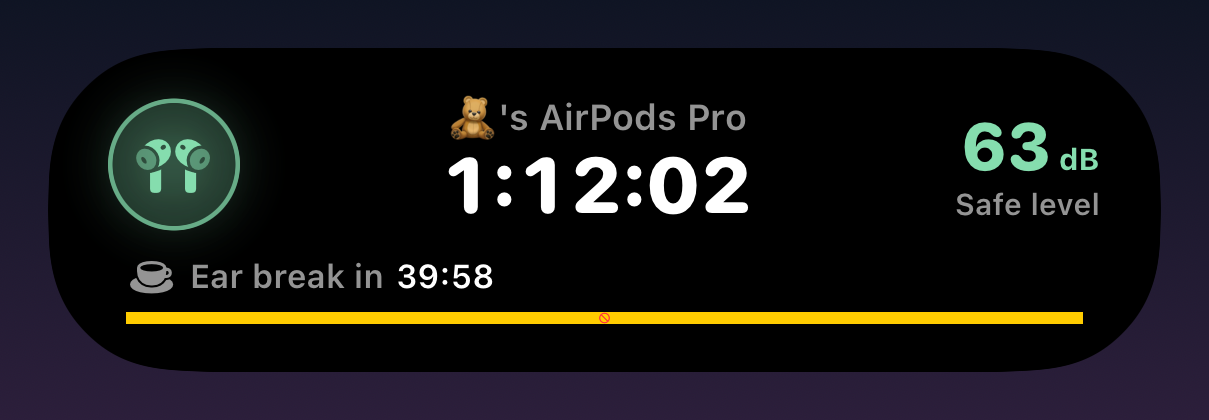 🧸's AirPods Pro
1:12:02
63 dB
Safe level
Ear break in 39:58